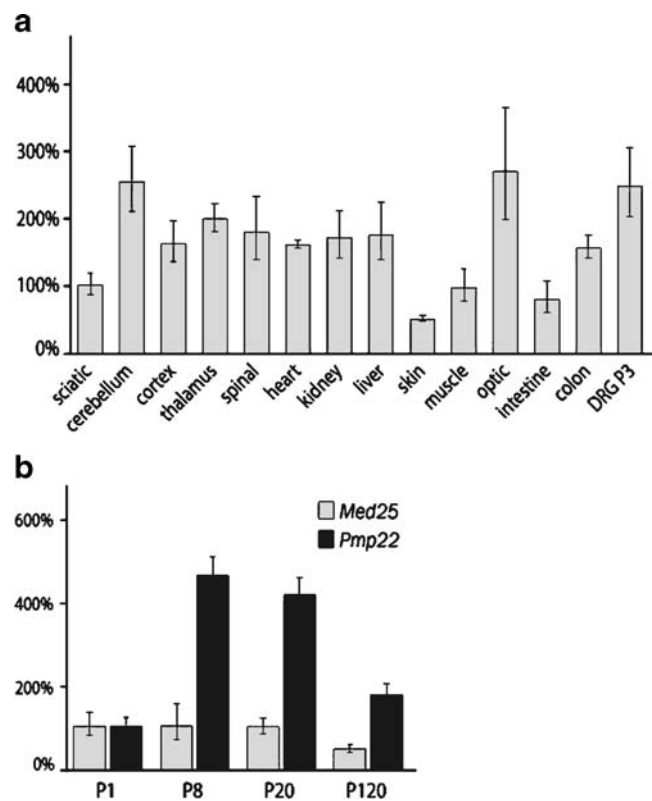 a
400%
300%
200%
100%
0%
sciatic
cerebellum
cortex
thalamus
spinal
heart
kidney
liver
skin
muscle
optic
intestine
colon
DRG P3
b
Med25
Pmp22
600%
400%
200%
0%
P1 P8 P20 P120